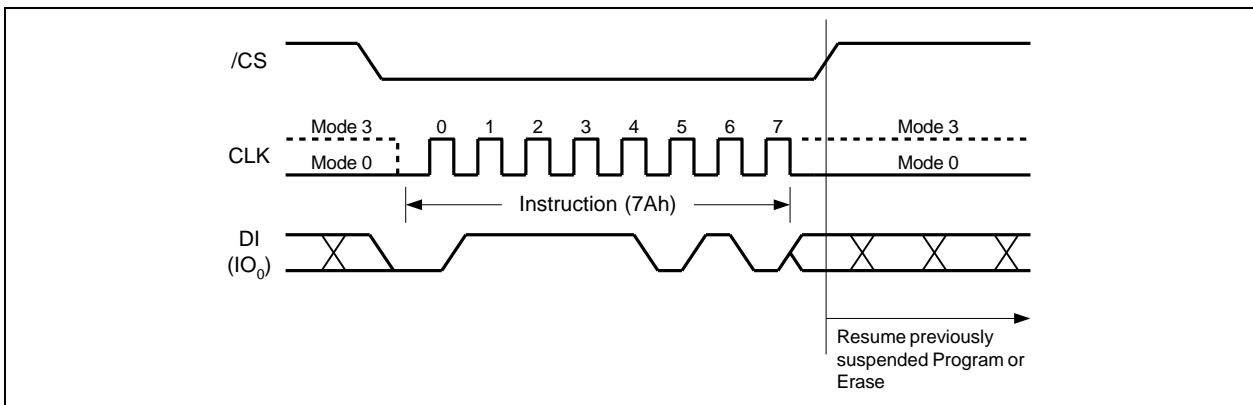 /CS
Mode 3 0 1 2 3 4 5 6 7 Mode 3
CLK
Mode 0 Mode 0
Instruction (7Ah)
DI
(IO0)
Resume previously
suspended Program or
Erase